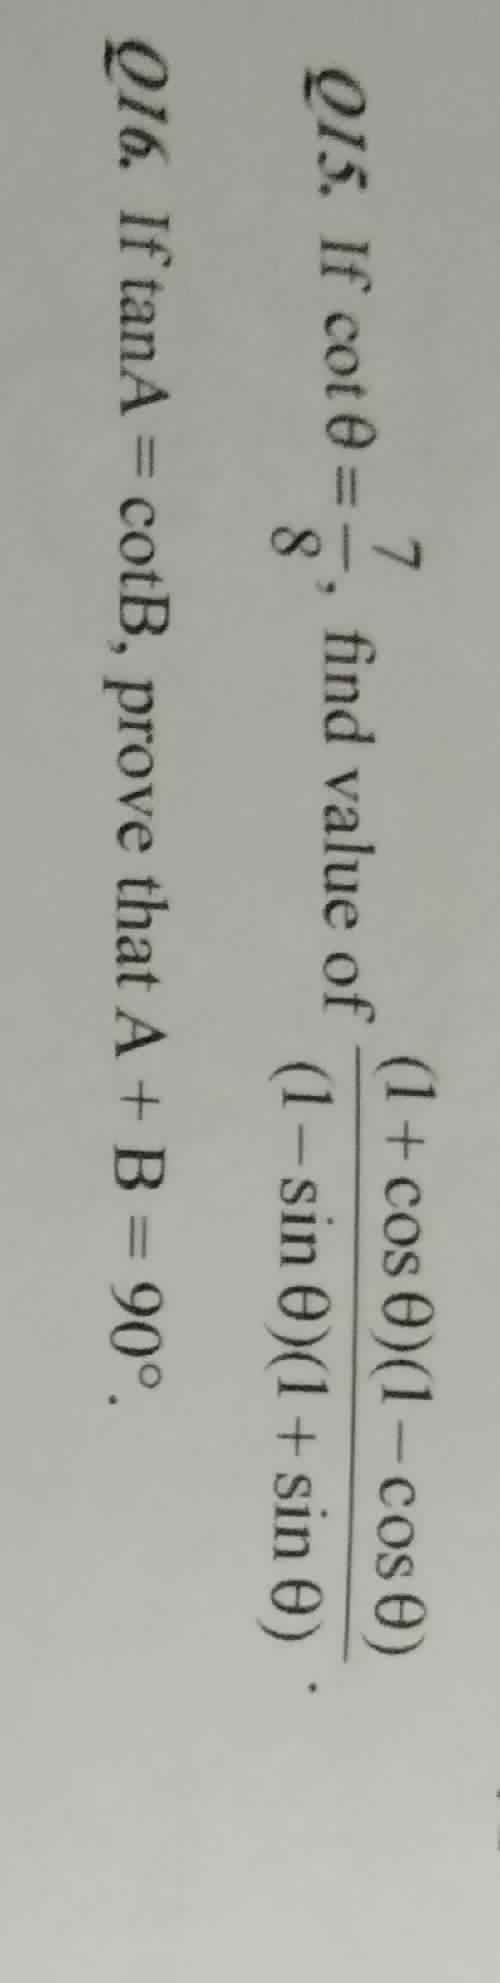 Q15. If cot θ = 7/8, find value of (1 + cos θ)(1 – cos θ)/(1 – sin θ)(1 + sin θ).
Q16. If tanA = cotB, prove that A + B = 90°.